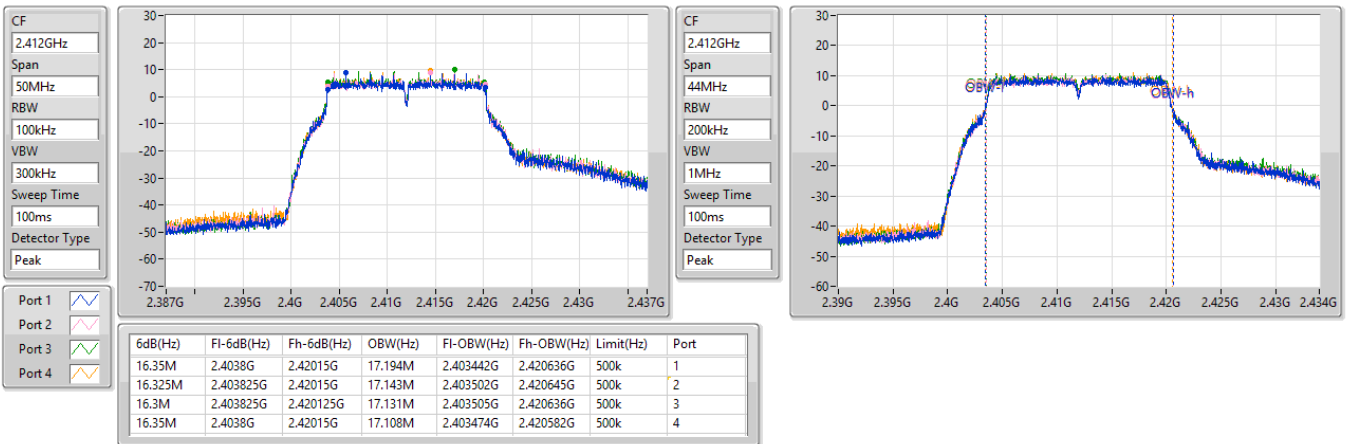 CF
2.412GHz
Span
50MHz
RBW
100kHz
VBW
300kHz
Sweep Time
100ms
Detector Type
Peak
30
20
10
0
-10
-20
-30
-40
-50
-60
-70
2.387G 2.395G 2.4G 2.405G 2.41G 2.415G 2.42G 2.425G 2.43G 2.437G
CF
2.412GHz
Span
44MHz
RBW
200kHz
VBW
1MHz
Sweep Time
100ms
Detector Type
Peak
30
20
10
0
-10
-20
-30
-40
-50
-60
OBW-l
OBW-h
2.39G 2.395G 2.40G 2.405G 2.41G 2.415G 2.42G 2.425G 2.43G 2.434G
Port 1
Port 2
Port 3
Port 4
6dB(Hz) Fl-6dB(Hz) Fh-6dB(Hz) OBW(Hz) Fl-OBW(Hz) Fh-OBW(Hz) Limit(Hz) Port
16.35M 2.4038G 2.42015G 17.194M 2.403442G 2.420636G 500k 1
16.325M 2.403825G 2.42015G 17.143M 2.403502G 2.420645G 500k 2
16.3M 2.403825G 2.420125G 17.131M 2.403505G 2.420636G 500k 3
16.35M 2.4038G 2.42015G 17.108M 2.403474G 2.420582G 500k 4